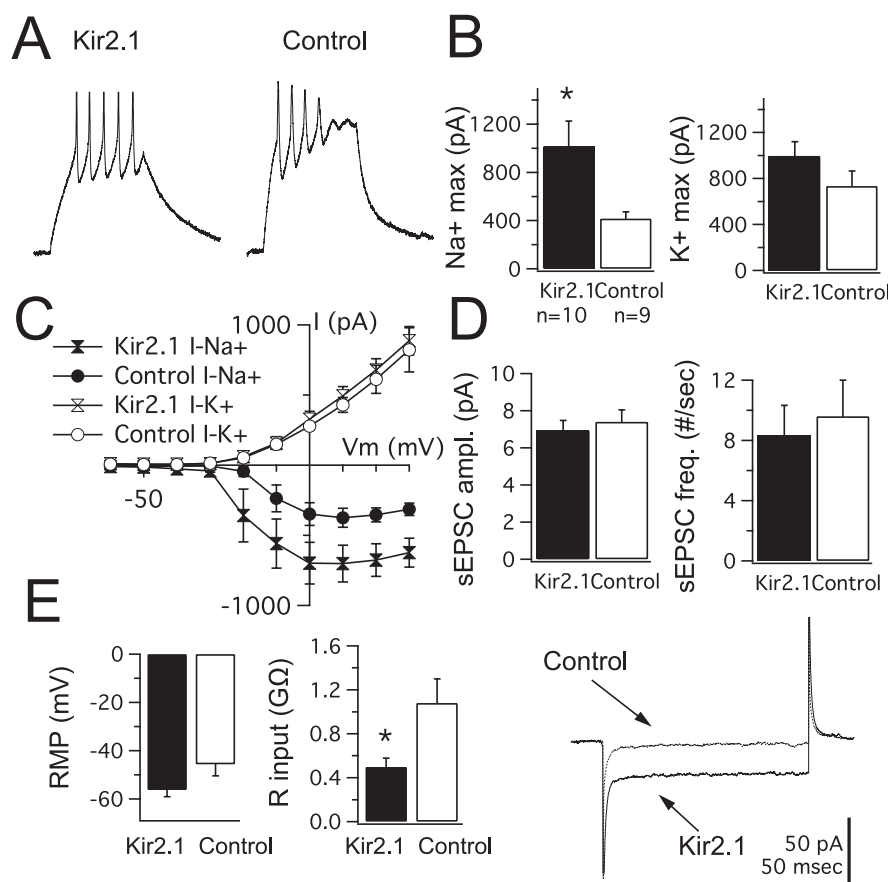 A
Kir2.1
Control
B
Na+ max (pA)
1200
800
400
0
*
Kir2.1 Control
n=10 n=9
K+ max (pA)
1200
800
400
0
Kir2.1 Control
C
1000
I (pA)
Kir2.1 I-Na+
Control I-Na+
Kir2.1 I-K+
Control I-K+
Vm (mV)
-50
-1000
D
sEPSC ampl. (pA)
10
8
6
4
2
0
Kir2.1 Control
sEPSC freq. (#/sec)
12
8
4
0
Kir2.1 Control
E
RMP (mV)
0
-20
-40
-60
Kir2.1 Control
R input (GΩ)
1.6
1.2
0.8
0.4
0.0
*
Kir2.1 Control
Control
Kir2.1
50 pA
50 msec